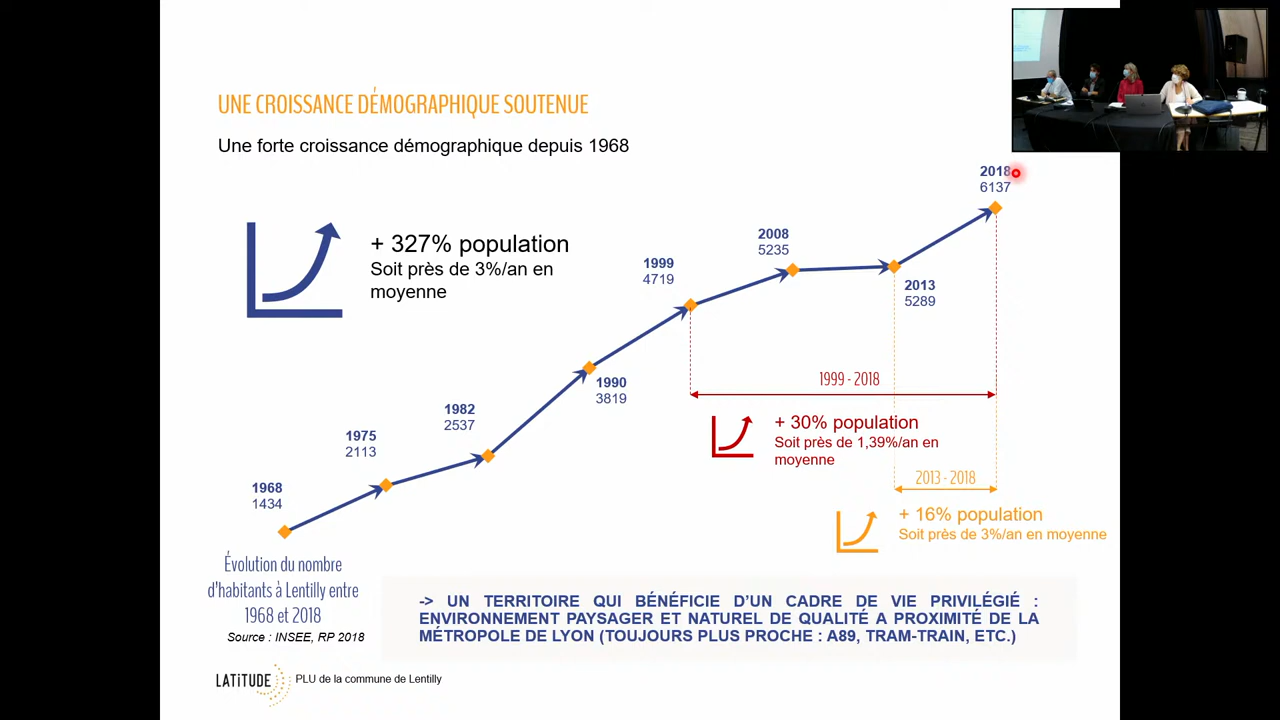 UNE CROISSANCE DÉMOGRAPHIQUE SOUTENUE
Une forte croissance démographique depuis 1968
+ 327% population
Soit près de 3%/an en
moyenne
1968
1434
1975
2113
1982
2537
1990
3819
1999
4719
2008
5235
2013
5289
2018
6137
1999 - 2018
+ 30% population
Soit près de 1,39%/an en
moyenne
2013 - 2018
+ 16% population
Soit près de 3%/an en moyenne
Évolution du nombre
d'habitants à Lentilly entre
1968 et 2018
Source : INSEE, RP 2018
-> UN TERRITOIRE QUI BÉNÉFICIE D'UN CADRE DE VIE PRIVILÉGIÉ :
ENVIRONNEMENT PAYSAGER ET NATUREL DE QUALITÉ A PROXIMITÉ DE LA
MÉTROPOLE DE LYON (TOUJOURS PLUS PROCHE : A89, TRAM-TRAIN, ETC.)
LATITUDE
PLU de la commune de Lentilly